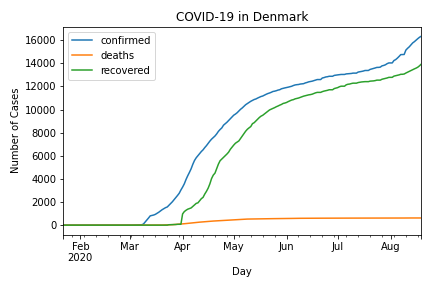 COVID-19 in Denmark
confirmed
deaths
recovered
Number of Cases
16000
14000
12000
10000
8000
6000
4000
2000
0
Feb Mar Apr May Jun Jul Aug
2020
Day